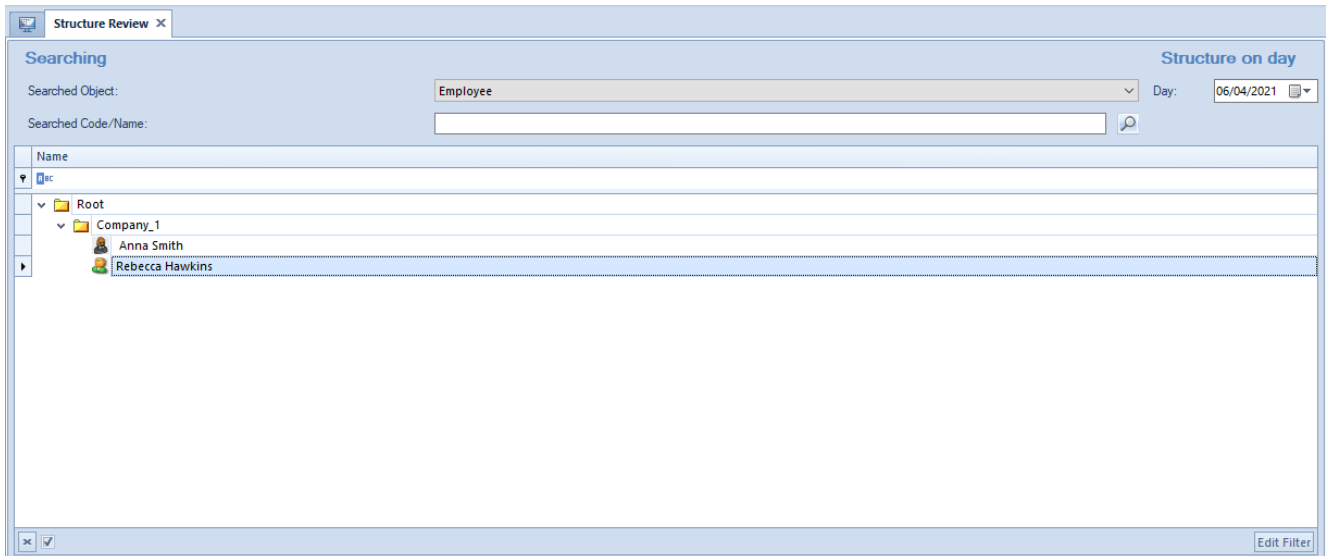 Structure Review
Searching
Structure on day
Searched Object:
Employee
Day:
06/04/2021
Searched Code/Name:
Name
ABC
Root
Company_1
Anna Smith
Rebecca Hawkins
Edit Filter